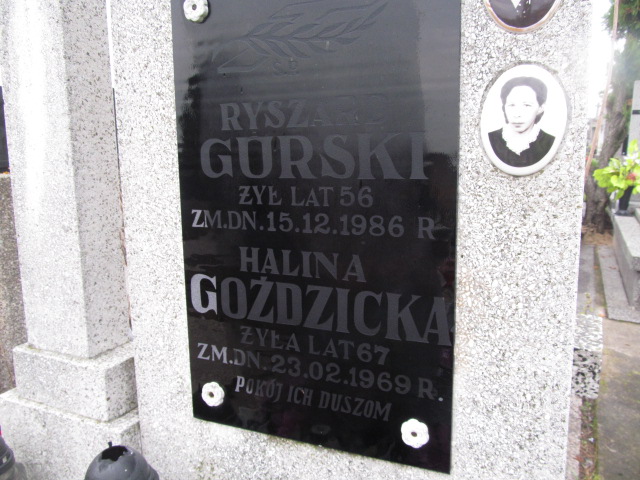 RYSZARD
GÓRSKI
ŻYŁ LAT 56
ZM.DN. 15.12.1986 R
HALINA
GOŹDZICKA
ŻYŁA LAT 67
ZM.DN. 23.02.1969 R.
POKÓJ ICH DUSZOM